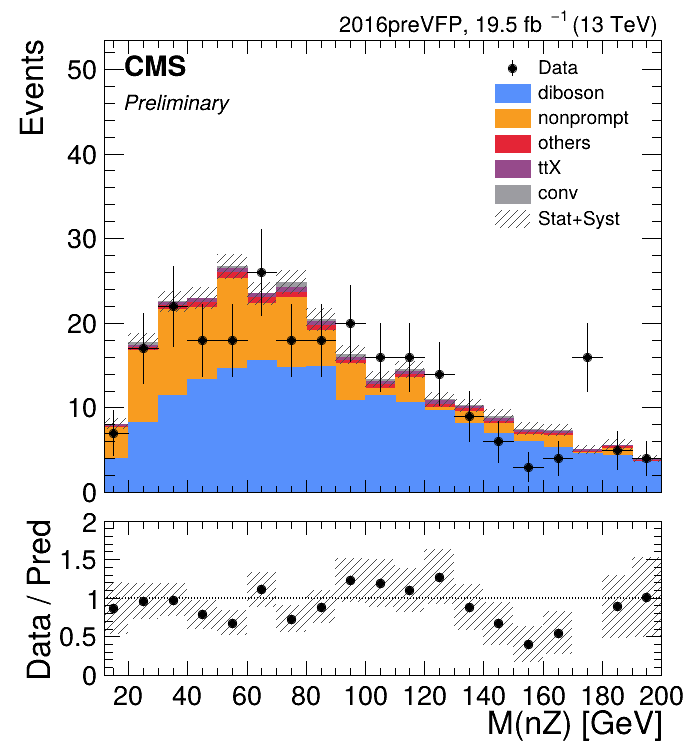 2016preVFP, 19.5 fb ⁻¹ (13 TeV)
CMS
Preliminary
Data
diboson
nonprompt
others
ttX
conv
Stat+Syst
Events
50
40
30
20
10
0
Data / Pred
2
1.5
1
0.5
0
20 40 60 80 100 120 140 160 180 200
M(nZ) [GeV]